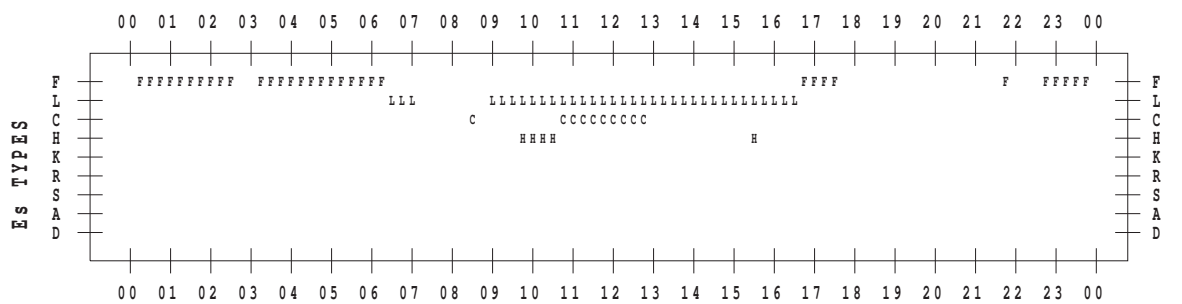 00 01 02 03 04 05 06 07 08 09 10 11 12 13 14 15 16 17 18 19 20 21 22 23 00
Es TYPES
F FFFFFFFFFF FFFFFFFFFFFFF FFFF F FFFFF F
L LLL LLLLLLLLLLLLLLLLLLLLLLLLLLLLLLL L
C C CCCCCCCCC C
H HHHH H H
K K
R R
S S
A A
D D
00 01 02 03 04 05 06 07 08 09 10 11 12 13 14 15 16 17 18 19 20 21 22 23 00